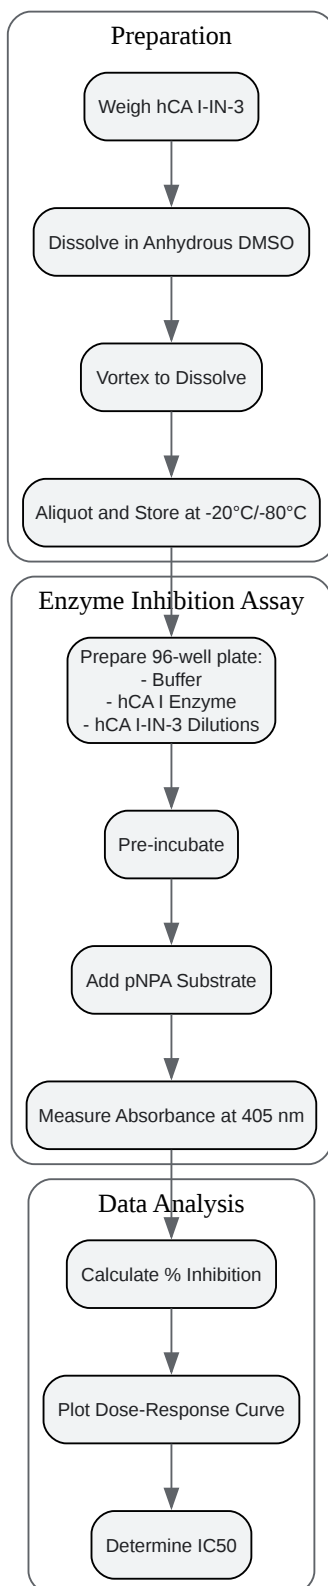 Preparation
Weigh hCA I-IN-3
Dissolve in Anhydrous DMSO
Vortex to Dissolve
Aliquot and Store at -20°C/-80°C
Enzyme Inhibition Assay
Prepare 96-well plate:
- Buffer
- hCA I Enzyme
- hCA I-IN-3 Dilutions
Pre-incubate
Add pNPA Substrate
Measure Absorbance at 405 nm
Data Analysis
Calculate % Inhibition
Plot Dose-Response Curve
Determine IC50